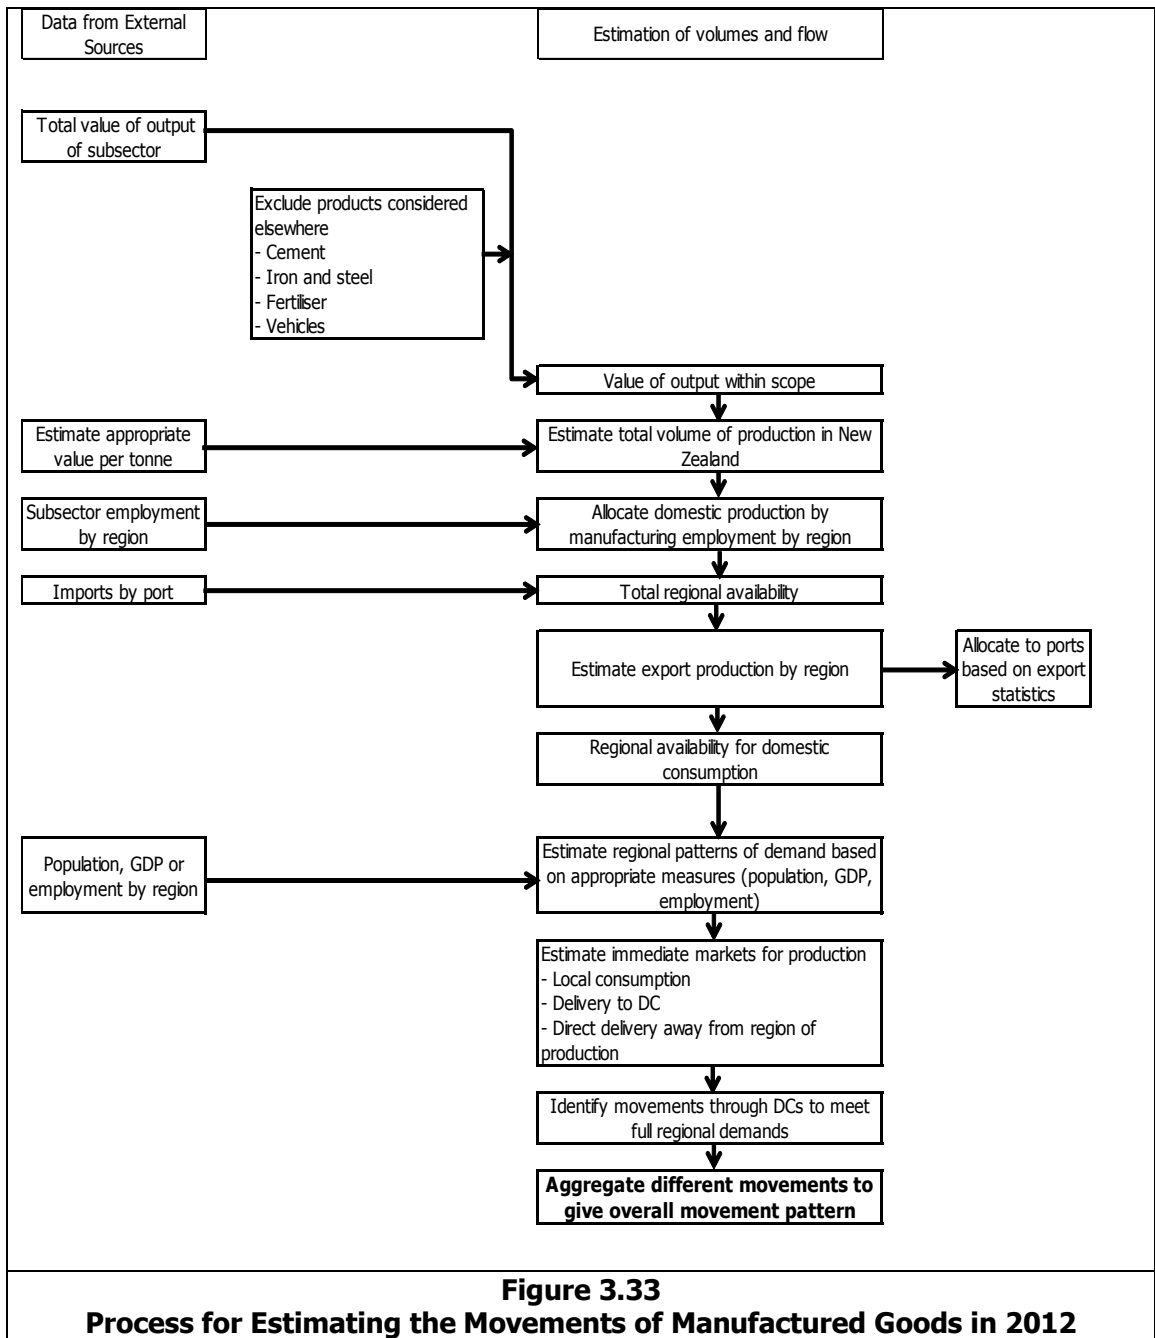 Data from External
Sources
Estimation of volumes and flow
Total value of output
of subsector
Exclude products considered
elsewhere
- Cement
- Iron and steel
- Fertiliser
- Vehicles
Value of output within scope
Estimate appropriate
value per tonne
Estimate total volume of production in New
Zealand
Subsector employment
by region
Allocate domestic production by
manufacturing employment by region
Imports by port
Total regional availability
Estimate export production by region
Allocate to ports
based on export
statistics
Regional availability for domestic
consumption
Population, GDP or
employment by region
Estimate regional patterns of demand based
on appropriate measures (population, GDP,
employment)
Estimate immediate markets for production
- Local consumption
- Delivery to DC
- Direct delivery away from region of
production
Identify movements through DCs to meet
full regional demands
Aggregate different movements to
give overall movement pattern
Figure 3.33
Process for Estimating the Movements of Manufactured Goods in 2012